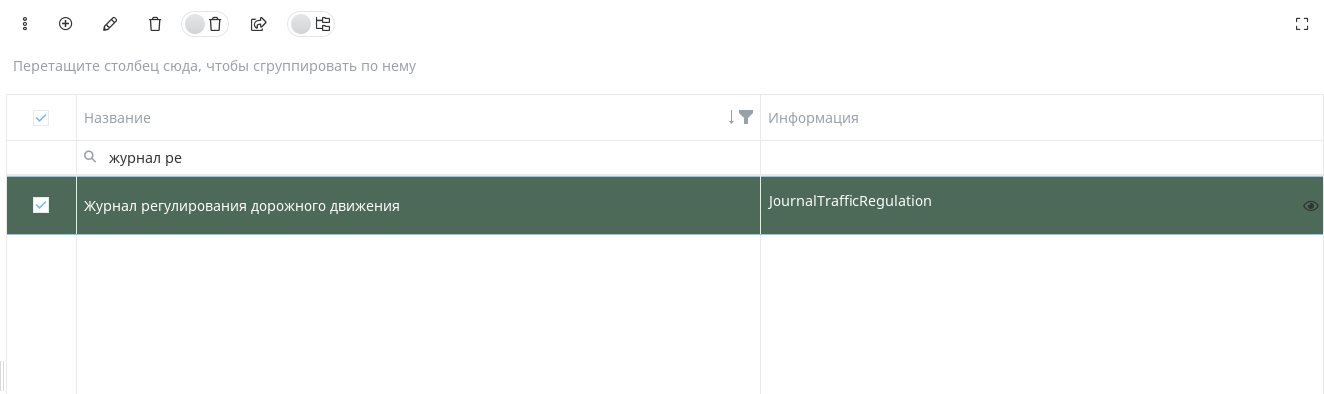 Перетащите столбец сюда, чтобы сгруппировать по нему
Название
Информация
журнал ре
Журнал регулирования дорожного движения
JournalTrafficRegulation